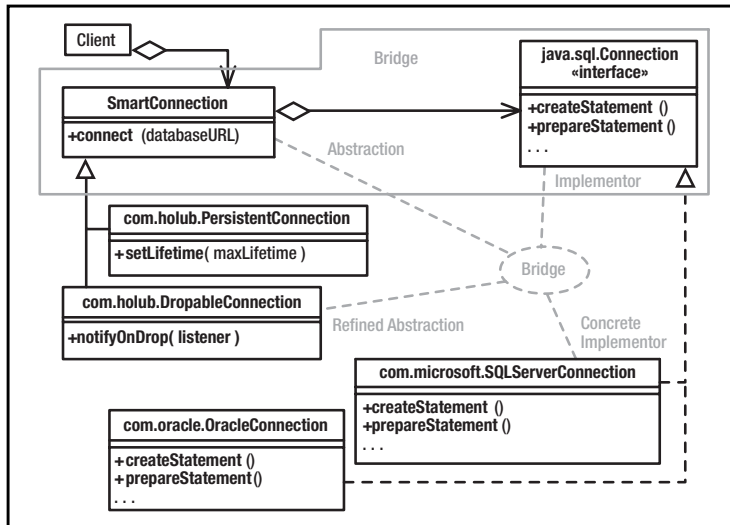 Client
Bridge
java.sql.Connection
«interface»
+createStatement ()
+prepareStatement ()
. . .
SmartConnection
+connect (databaseURL)
Abstraction
Implementor
com.holub.PersistentConnection
+setLifetime( maxLifetime )
Bridge
com.holub.DropableConnection
+notifyOnDrop( listener )
Refined Abstraction
Concrete
Implementor
com.microsoft.SQLServerConnection
+createStatement ()
+prepareStatement ()
. . .
com.oracle.OracleConnection
+createStatement ()
+prepareStatement()
. . .